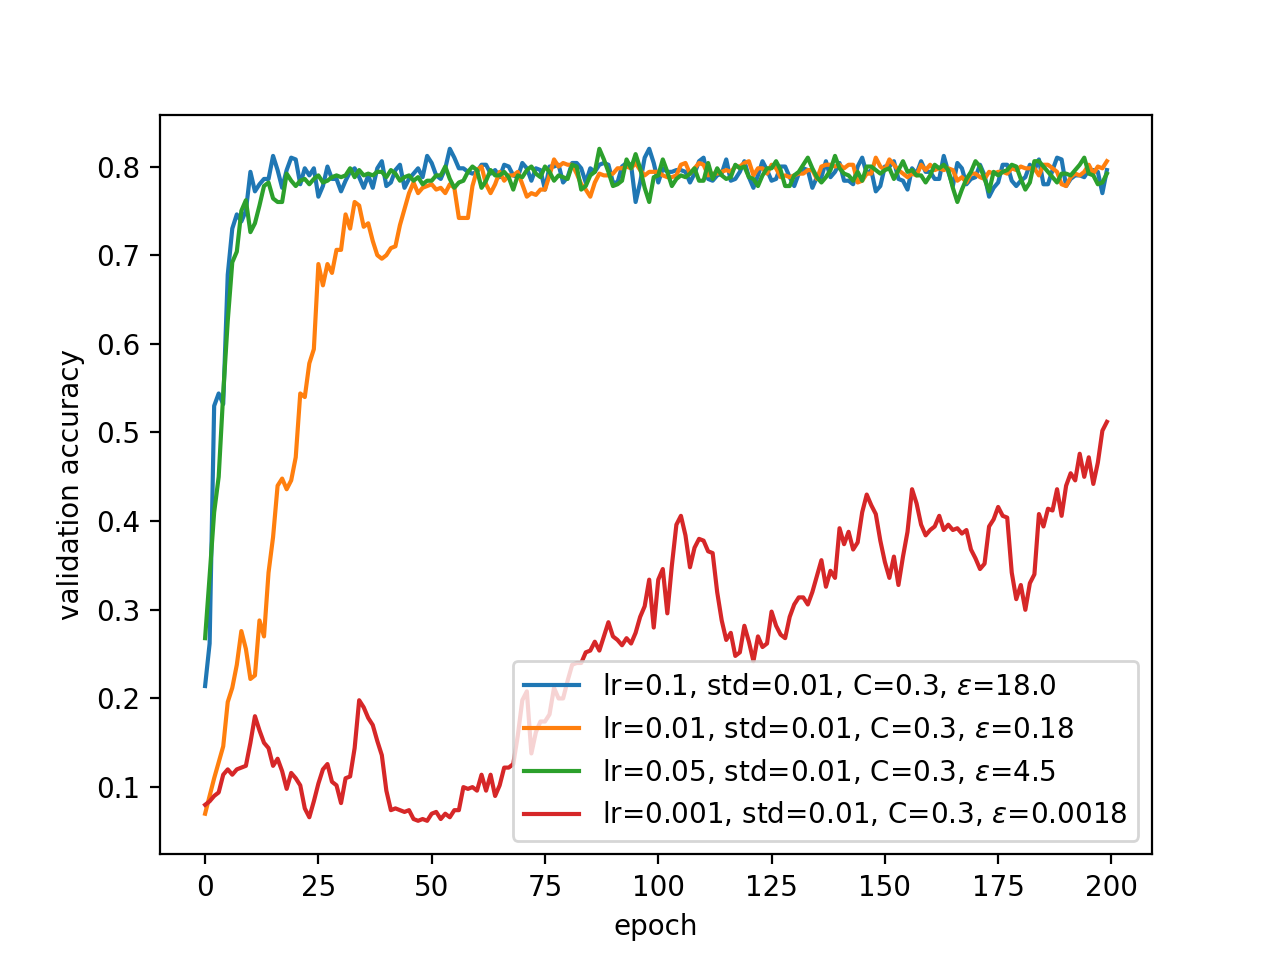 0.8
0.7
0.6
0.5
0.4
0.3
0.2
0.1
validation accuracy
lr=0.1, std=0.01, C=0.3, ε=18.0
lr=0.01, std=0.01, C=0.3, ε=0.18
lr=0.05, std=0.01, C=0.3, ε=4.5
lr=0.001, std=0.01, C=0.3, ε=0.0018
0 25 50 75 100 125 150 175 200
epoch